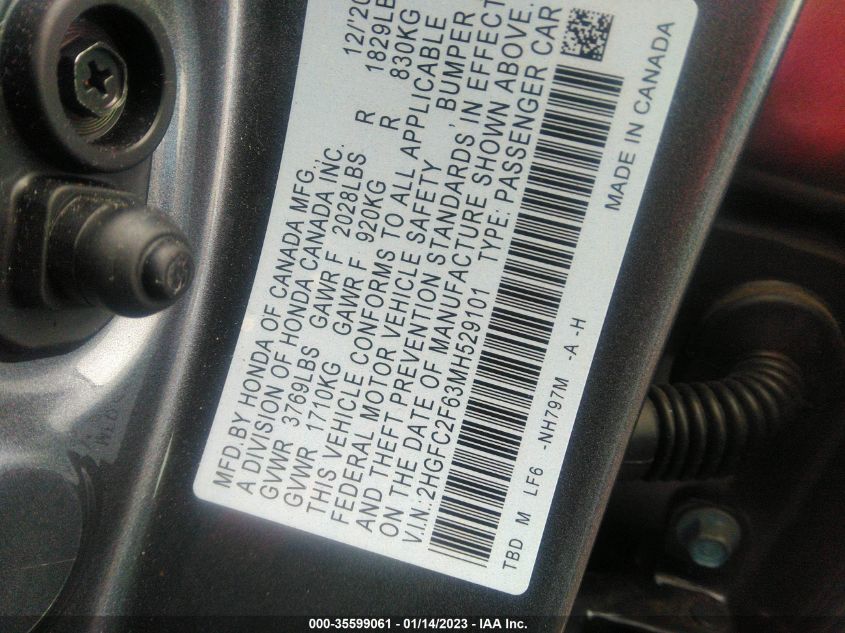 MFD.BY HONDA OF CANADA MFG., 12/'20
A DIVISION OF HONDA CANADA INC.
GVWR 3769LBS GAWR F 2028LBS R 1829LB
GVWR 1710KG GAWR F 920KG R 830KG
THIS VEHICLE CONFORMS TO ALL APPLICABLE
FEDERAL MOTOR VEHICLE SAFETY, BUMPER
AND THEFT PREVENTION STANDARDS IN EFFECT
ON THE DATE OF MANUFACTURE SHOWN ABOVE.
V.I.N.:2HGFC2F63MH529101 TYPE: PASSENGER CAR
TBD M LF6 -NH797M -A -H MADE IN CANADA
000-35599061 - 01/14/2023 - IAA Inc.